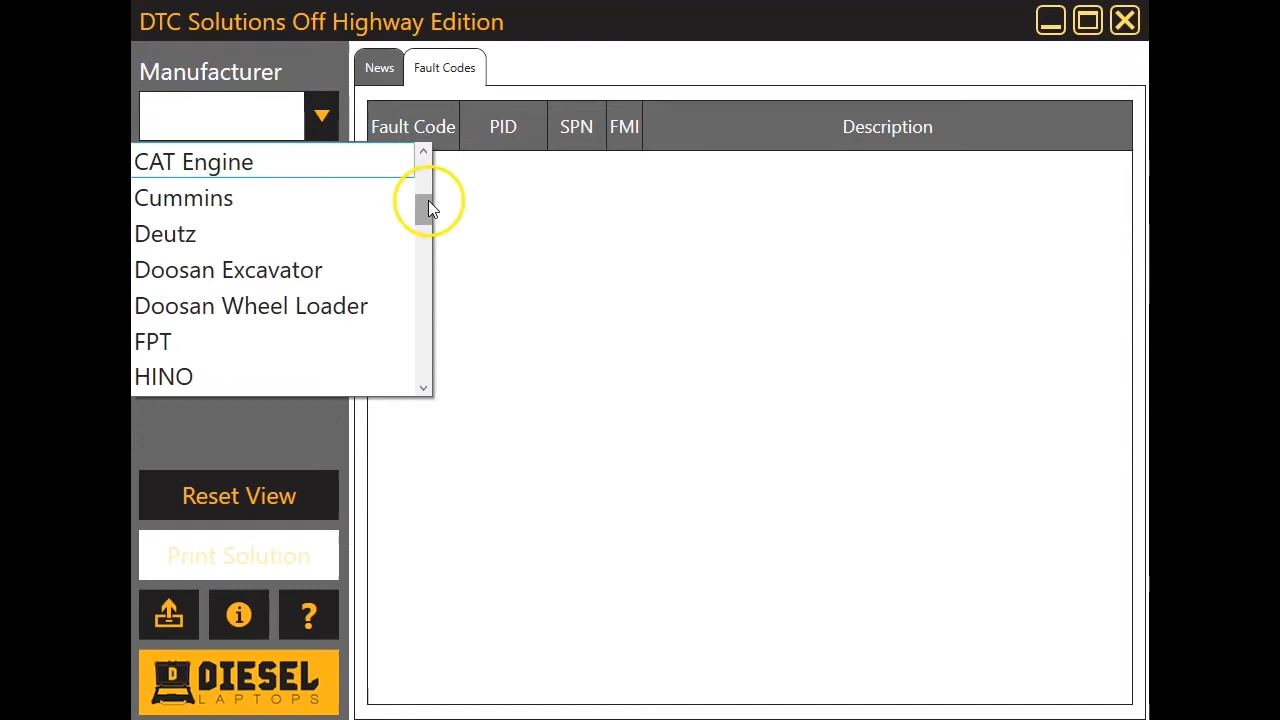 DTC Solutions Off Highway Edition
Manufacturer
News
Fault Codes
Fault Code
PID
SPN
FMI
Description
CAT Engine
Cummins
Deutz
Doosan Excavator
Doosan Wheel Loader
FPT
HINO
Reset View
Print Solution
?
DIESEL
LAPTOPS